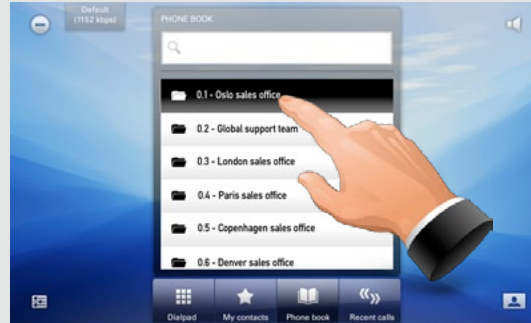 Default
(1152 kbps)
PHONE BOOK
0.1 - Oslo sales office
0.2 - Global support team
0.3 - London sales office
0.4 - Paris sales office
0.5 - Copenhagen sales office
0.6 - Denver sales office
Dialpad
My contacts
Phone book
Recent calls